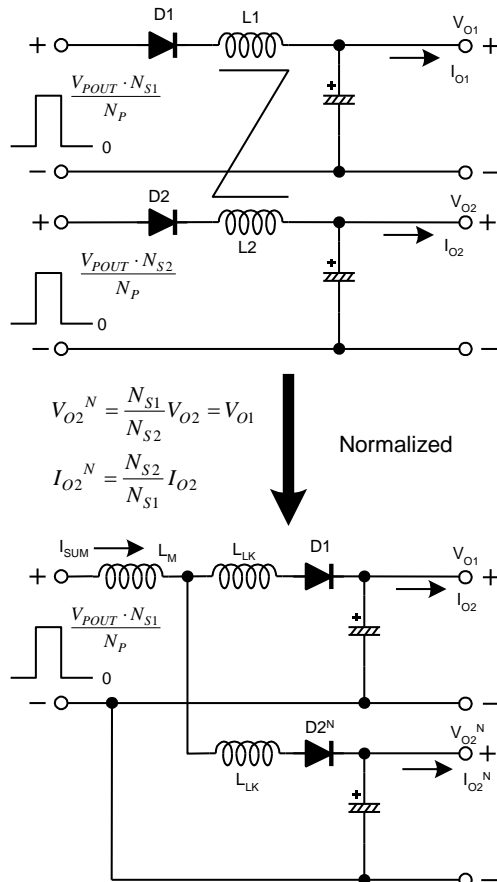 D1 L1 V_O1
+ + +
I_O1
V_POUT · N_S1 / N_P
0
− −
D2 V_O2
+ + +
L2 I_O2
V_POUT · N_S2 / N_P
0
− −
V_O2^N = N_S1 / N_S2 V_O2 = V_O1
Normalized
I_O2^N = N_S2 / N_S1 I_O2
I_SUM L_M L_LK D1 V_O1
+ + +
I_O2
V_POUT · N_S1 / N_P
0
− −
D2^N V_O2^N
+ +
L_LK I_O2^N
−